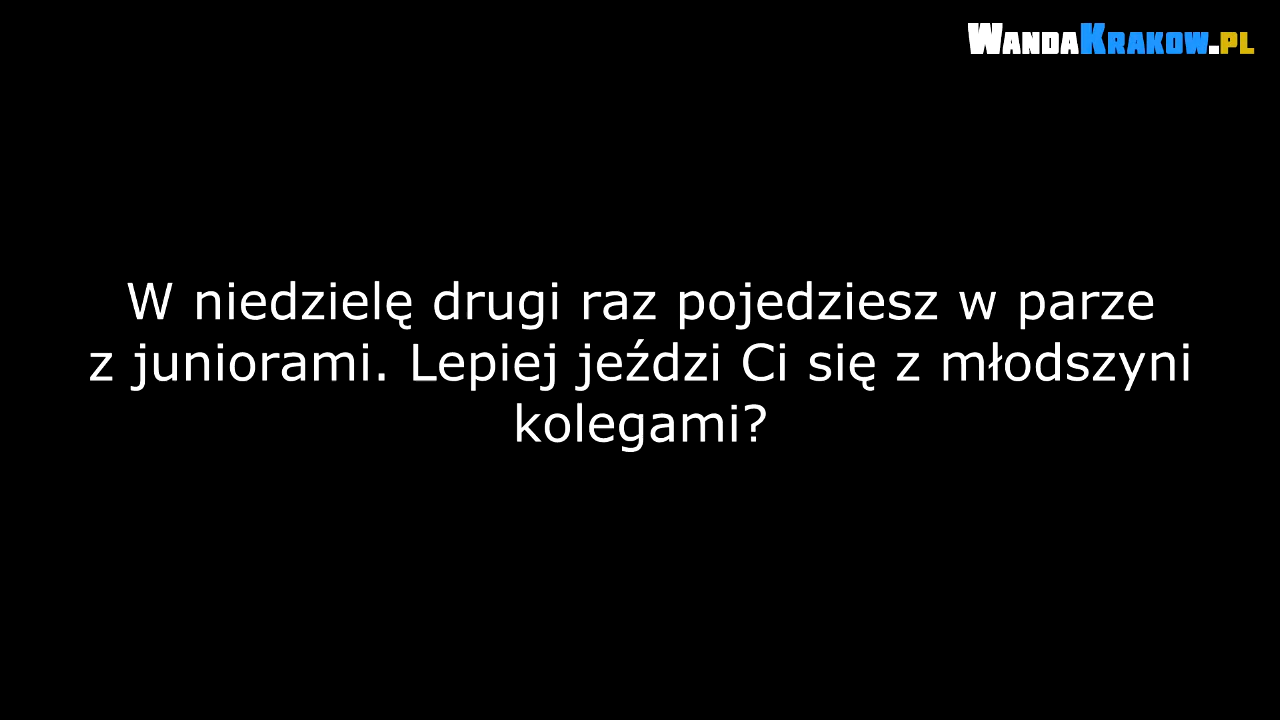 WandaKrakow.pl
W niedzielę drugi raz pojedziesz w parze
z juniorami. Lepiej jeździ Ci się z młodszyni
kolegami?